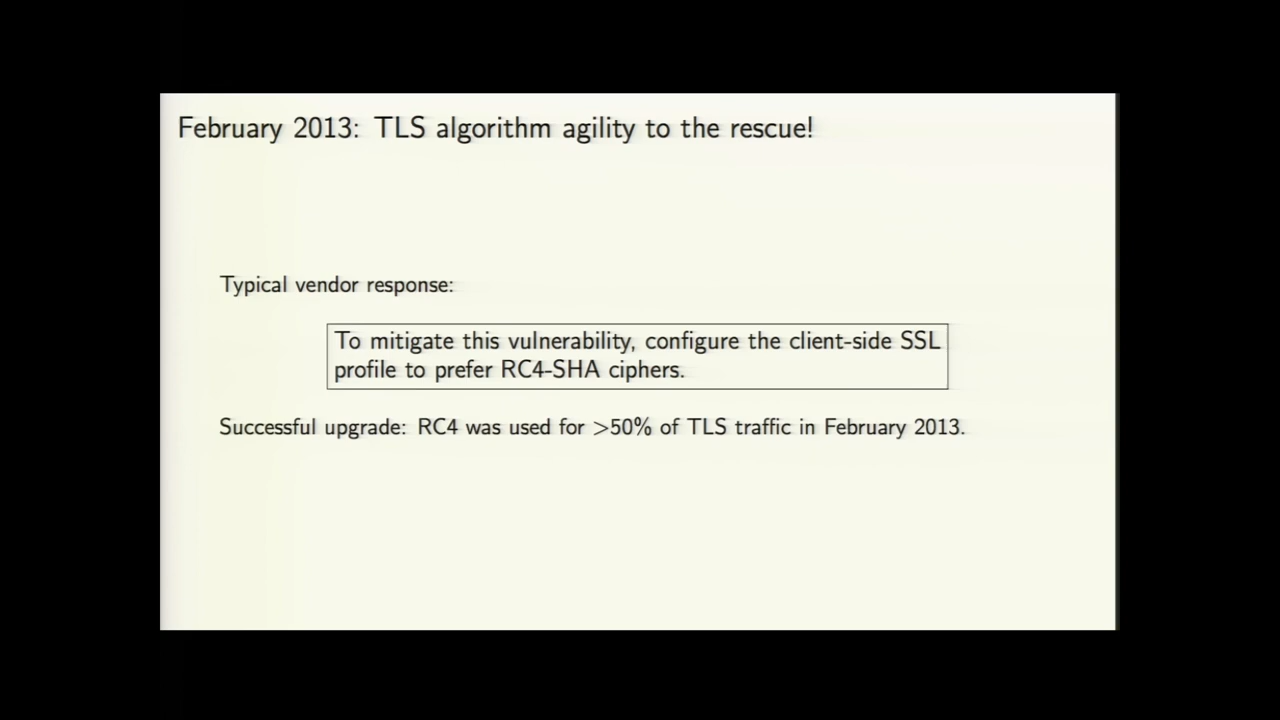 February 2013: TLS algorithm agility to the rescue!
Typical vendor response:
To mitigate this vulnerability, configure the client-side SSL
profile to prefer RC4-SHA ciphers.
Successful upgrade: RC4 was used for >50% of TLS traffic in February 2013.